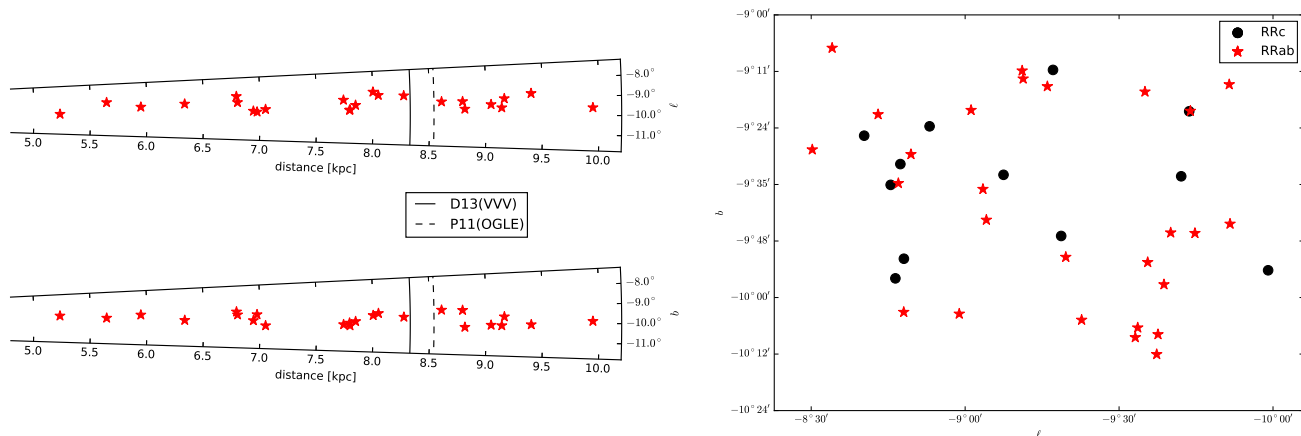 −8.0°
−9.0°
−10.0°
−11.0°
ℓ
5.0 5.5 6.0 6.5 7.0 7.5 8.0 8.5 9.0 9.5 10.0
distance [kpc]
D13(VVV)
P11(OGLE)
−8.0°
−9.0°
−10.0°
−11.0°
b
5.0 5.5 6.0 6.5 7.0 7.5 8.0 8.5 9.0 9.5 10.0
distance [kpc]
RRc
RRab
−9°00′
−9°11′
−9°24′
−9°35′
−9°48′
−10°00′
−10°12′
−10°24′
b
−8°30′ −9°00′ −9°30′ −10°00′
ℓ